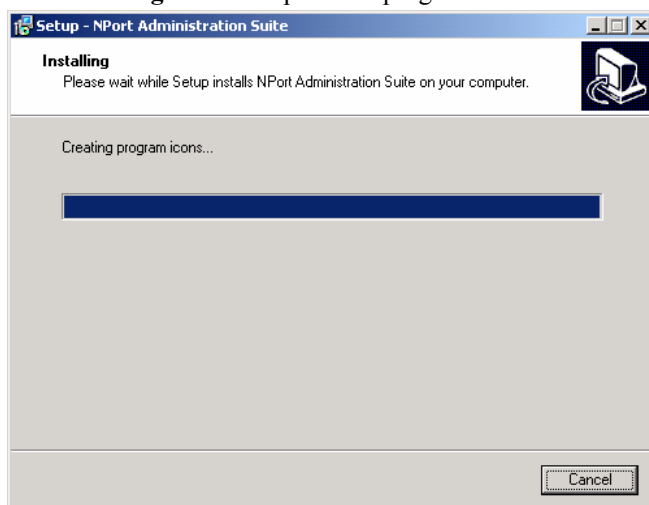 Setup - NPort Administration Suite
Installing
Please wait while Setup installs NPort Administration Suite on your computer.
Creating program icons...
Cancel